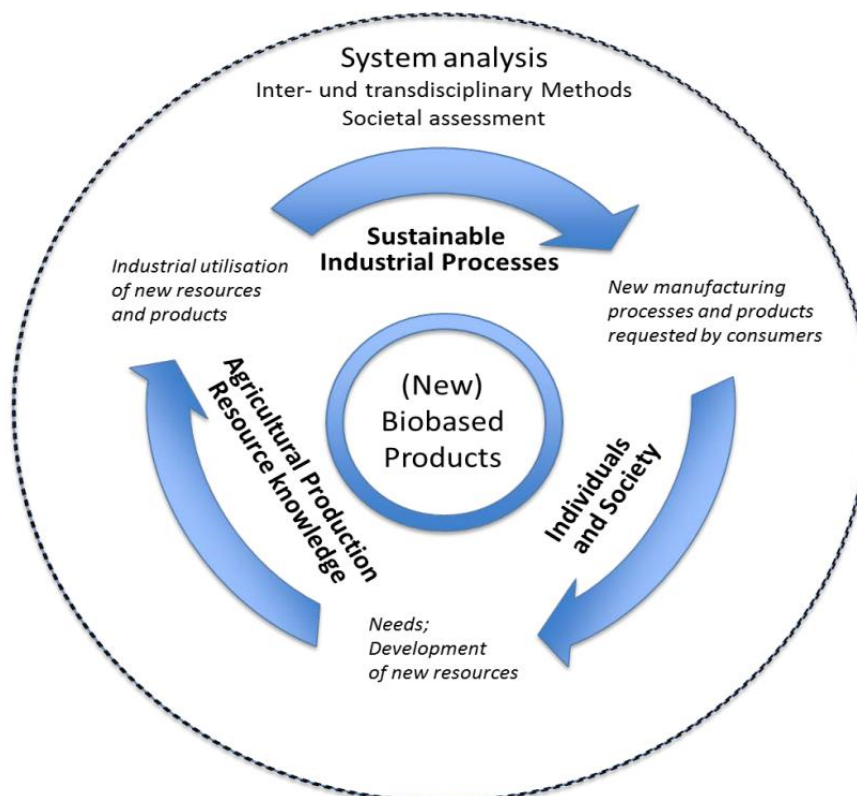 System analysis
Inter- und transdisciplinary Methods
Societal assessment
Sustainable
Industrial Processes
Industrial utilisation
of new resources
and products
New manufacturing
processes and products
requested by consumers
(New)
Biobased
Products
Agricultural Production
Resource knowledge
Individuals
and Society
Needs;
Development
of new resources